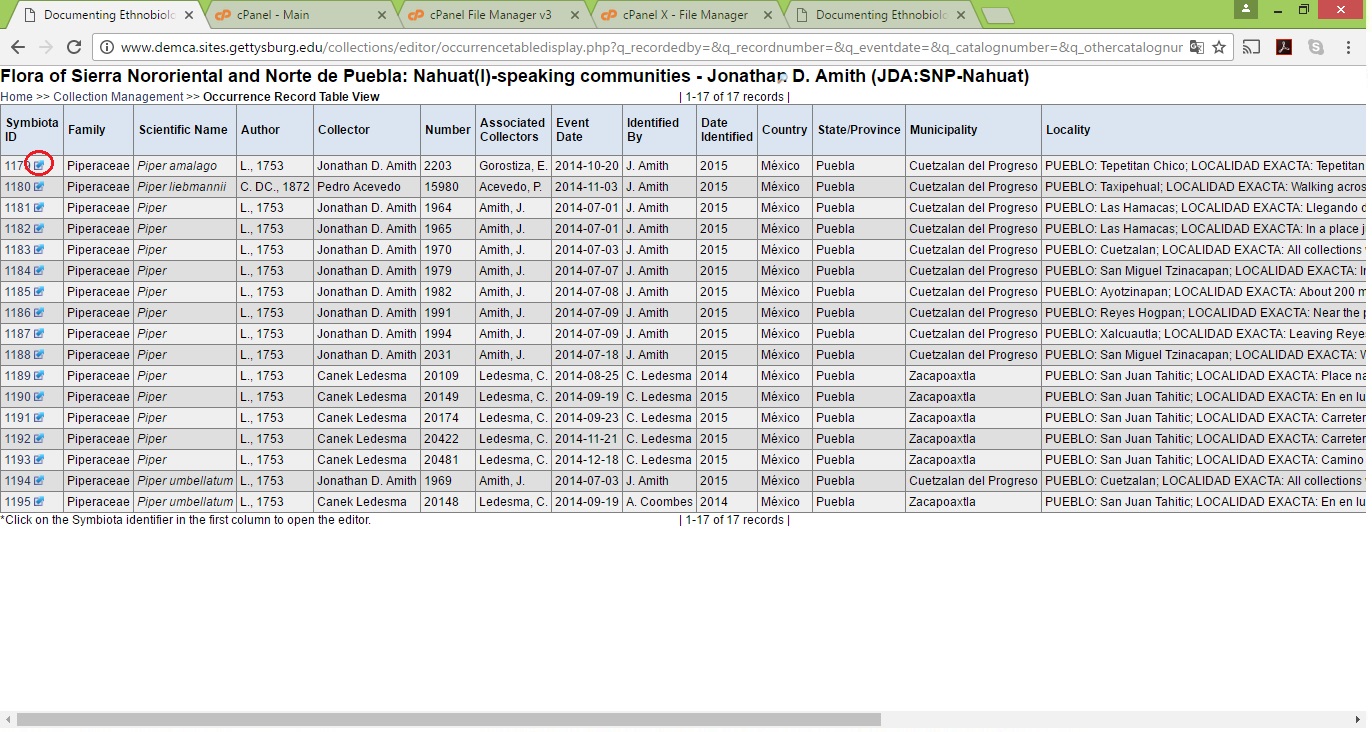 Documenting Ethnobiolo
cPanel - Main
cPanel File Manager v3
cPanel X - File Manager
Documenting Ethnobiolo
www.demca.sites.gettysburg.edu/collections/editor/occurrencetabledisplay.php?q_recordedby=&q_recordnumber=&q_eventdate=&q_catalognumber=&q_othercatalognur
Flora of Sierra Nororiental and Norte de Puebla: Nahuat(l)-speaking communities - Jonathan D. Amith (JDA:SNP-Nahuat)
Home >> Collection Management >> Occurrence Record Table View | 1-17 of 17 records |
Symbiota ID Family Scientific Name Author Collector Number Associated Collectors Event Date Identified By Date Identified Country State/Province Municipality Locality
1179 Piperaceae Piper amalago L., 1753 Jonathan D. Amith 2203 Gorostiza, E. 2014-10-20 J. Amith 2015 México Puebla Cuetzalan del Progreso PUEBLO: Tepetitan Chico; LOCALIDAD EXACTA: Tepetitan
1180 Piperaceae Piper liebmannii C. DC., 1872 Pedro Acevedo 15980 Acevedo, P. 2014-11-03 J. Amith 2015 México Puebla Cuetzalan del Progreso PUEBLO: Taxipehual; LOCALIDAD EXACTA: Walking acros
1181 Piperaceae Piper L., 1753 Jonathan D. Amith 1964 Amith, J. 2014-07-01 J. Amith 2015 México Puebla Cuetzalan del Progreso PUEBLO: Las Hamacas; LOCALIDAD EXACTA: Llegando d
1182 Piperaceae Piper L., 1753 Jonathan D. Amith 1965 Amith, J. 2014-07-01 J. Amith 2015 México Puebla Cuetzalan del Progreso PUEBLO: Las Hamacas; LOCALIDAD EXACTA: In a place j
1183 Piperaceae Piper L., 1753 Jonathan D. Amith 1970 Amith, J. 2014-07-03 J. Amith 2015 México Puebla Cuetzalan del Progreso PUEBLO: Cuetzalan; LOCALIDAD EXACTA: All collections
1184 Piperaceae Piper L., 1753 Jonathan D. Amith 1979 Amith, J. 2014-07-07 J. Amith 2015 México Puebla Cuetzalan del Progreso PUEBLO: San Miguel Tzinacapan; LOCALIDAD EXACTA: I
1185 Piperaceae Piper L., 1753 Jonathan D. Amith 1982 Amith, J. 2014-07-08 J. Amith 2015 México Puebla Cuetzalan del Progreso PUEBLO: Ayotzinapan; LOCALIDAD EXACTA: About 200 m
1186 Piperaceae Piper L., 1753 Jonathan D. Amith 1991 Amith, J. 2014-07-09 J. Amith 2015 México Puebla Cuetzalan del Progreso PUEBLO: Reyes Hogpan; LOCALIDAD EXACTA: Near the p
1187 Piperaceae Piper L., 1753 Jonathan D. Amith 1994 Amith, J. 2014-07-09 J. Amith 2015 México Puebla Cuetzalan del Progreso PUEBLO: Xalcuautla; LOCALIDAD EXACTA: Leaving Reye
1188 Piperaceae Piper L., 1753 Jonathan D. Amith 2031 Amith, J. 2014-07-18 J. Amith 2015 México Puebla Cuetzalan del Progreso PUEBLO: San Miguel Tzinacapan; LOCALIDAD EXACTA: W
1189 Piperaceae Piper L., 1753 Canek Ledesma 20109 Ledesma, C. 2014-08-25 C. Ledesma 2014 México Puebla Zacapoaxtla PUEBLO: San Juan Tahitic; LOCALIDAD EXACTA: Place na
1190 Piperaceae Piper L., 1753 Canek Ledesma 20149 Ledesma, C. 2014-09-19 C. Ledesma 2015 México Puebla Zacapoaxtla PUEBLO: San Juan Tahitic; LOCALIDAD EXACTA: En en lu
1191 Piperaceae Piper L., 1753 Canek Ledesma 20174 Ledesma, C. 2014-09-23 C. Ledesma 2015 México Puebla Zacapoaxtla PUEBLO: San Juan Tahitic; LOCALIDAD EXACTA: Carreter
1192 Piperaceae Piper L., 1753 Canek Ledesma 20422 Ledesma, C. 2014-11-21 C. Ledesma 2015 México Puebla Zacapoaxtla PUEBLO: San Juan Tahitic; LOCALIDAD EXACTA: Carreter
1193 Piperaceae Piper L., 1753 Canek Ledesma 20481 Ledesma, C. 2014-12-18 C. Ledesma 2015 México Puebla Zacapoaxtla PUEBLO: San Juan Tahitic; LOCALIDAD EXACTA: Camino
1194 Piperaceae Piper umbellatum L., 1753 Jonathan D. Amith 1969 Amith, J. 2014-07-03 J. Amith 2015 México Puebla Cuetzalan del Progreso PUEBLO: Cuetzalan; LOCALIDAD EXACTA: All collections
1195 Piperaceae Piper umbellatum L., 1753 Canek Ledesma 20148 Ledesma, C. 2014-09-19 A. Coombes 2014 México Puebla Zacapoaxtla PUEBLO: San Juan Tahitic; LOCALIDAD EXACTA: En en lu
*Click on the Symbiota identifier in the first column to open the editor. | 1-17 of 17 records |